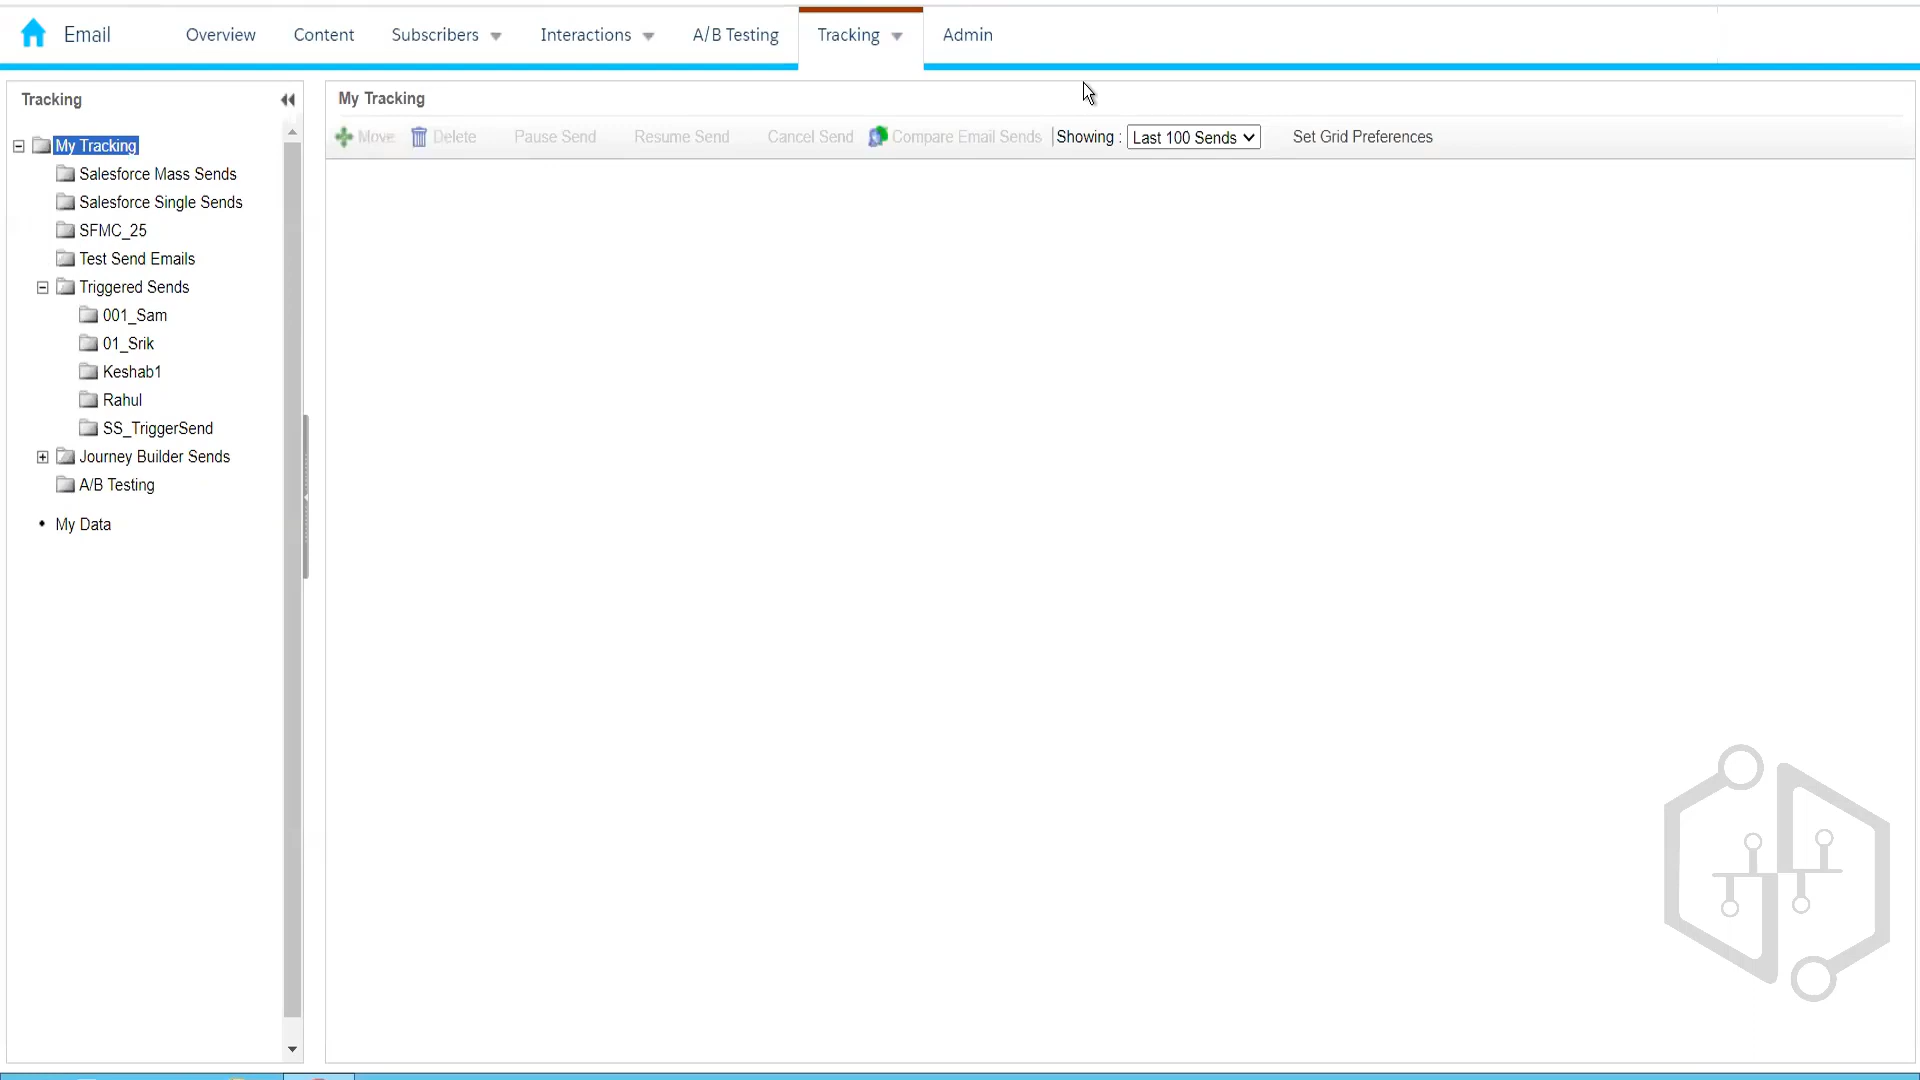 Email
Overview
Content
Subscribers
Interactions
A/B Testing
Tracking
Admin
Tracking
My Tracking
Salesforce Mass Sends
Salesforce Single Sends
SFMC_25
Test Send Emails
Triggered Sends
001_Sam
01_Srik
Keshab1
Rahul
SS_TriggerSend
Journey Builder Sends
A/B Testing
My Data
My Tracking
Move
Delete
Pause Send
Resume Send
Cancel Send
Compare Email Sends
Showing :
Last 100 Sends
Set Grid Preferences